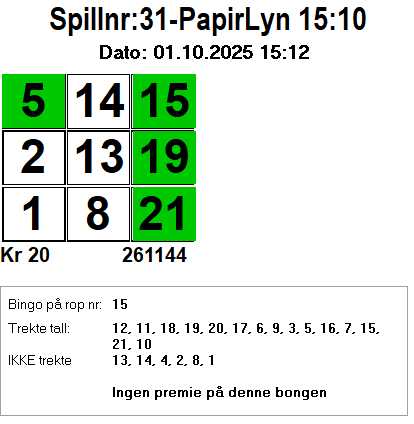 Spillnr:31-PapirLyn 15:10
Dato: 01.10.2025 15:12
5 14 15
2 13 19
1 8 21
Kr 20 261144
Bingo på rop nr: 15
Trekte tall: 12, 11, 18, 19, 20, 17, 6, 9, 3, 5, 16, 7, 15,
21, 10
IKKE trekte 13, 14, 4, 2, 8, 1
Ingen premie på denne bongen